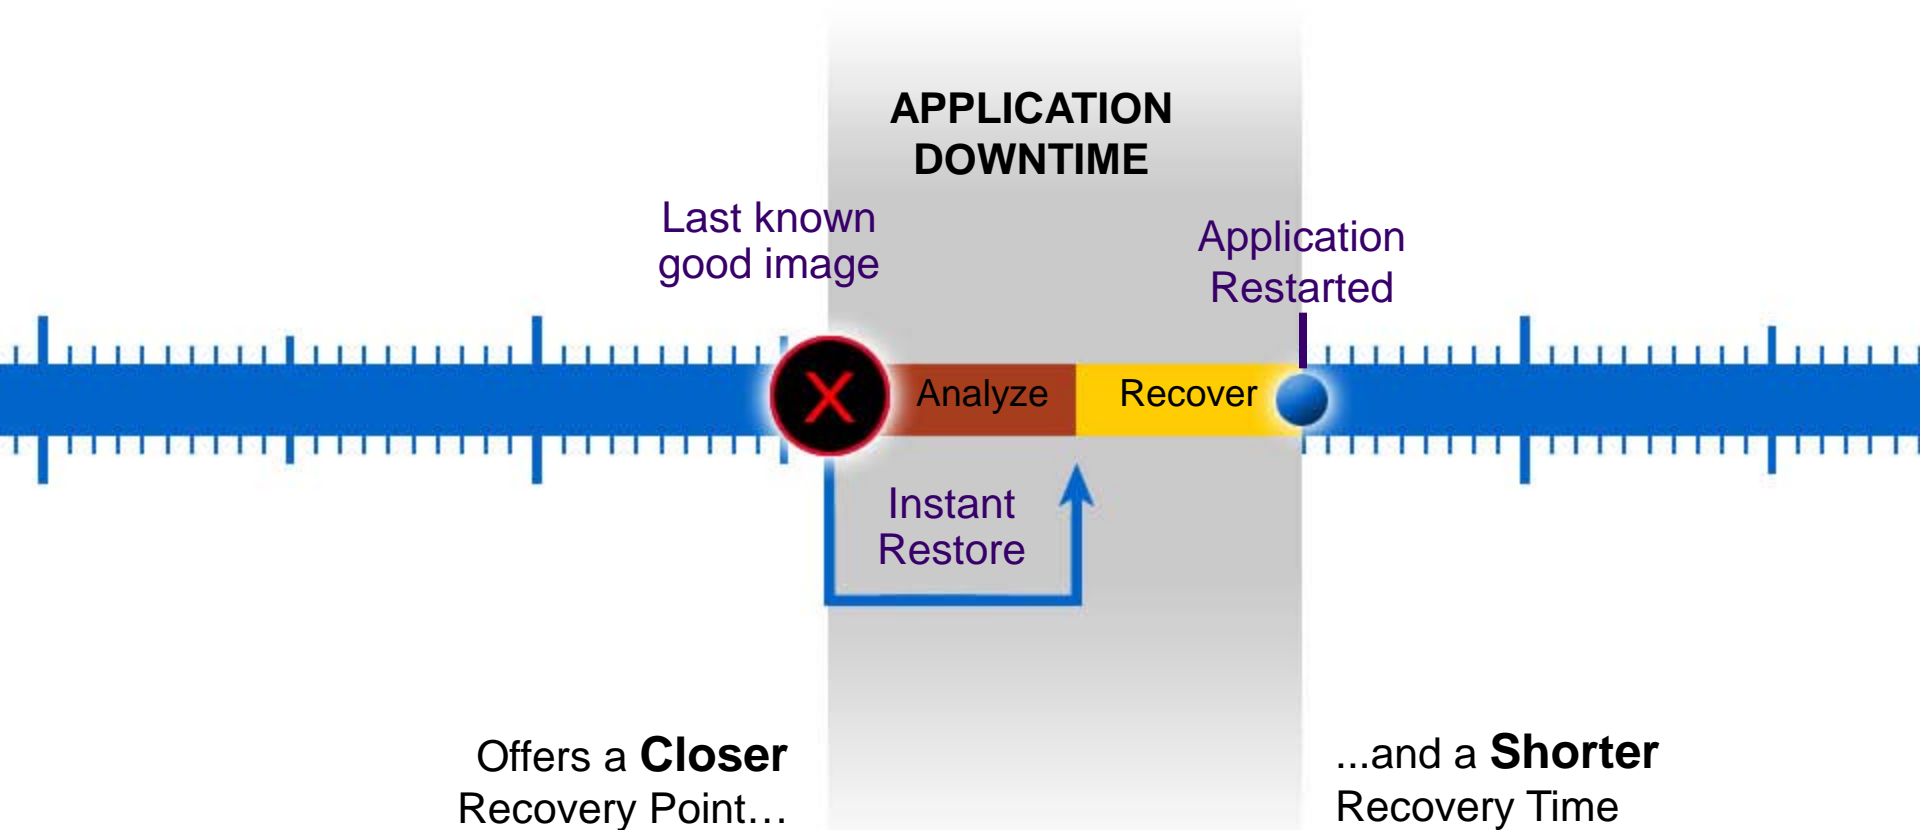 APPLICATION
DOWNTIME
Last known
good image
Application
Restarted
X
Analyze
Recover
Instant
Restore
Offers a Closer
Recovery Point…
...and a Shorter
Recovery Time